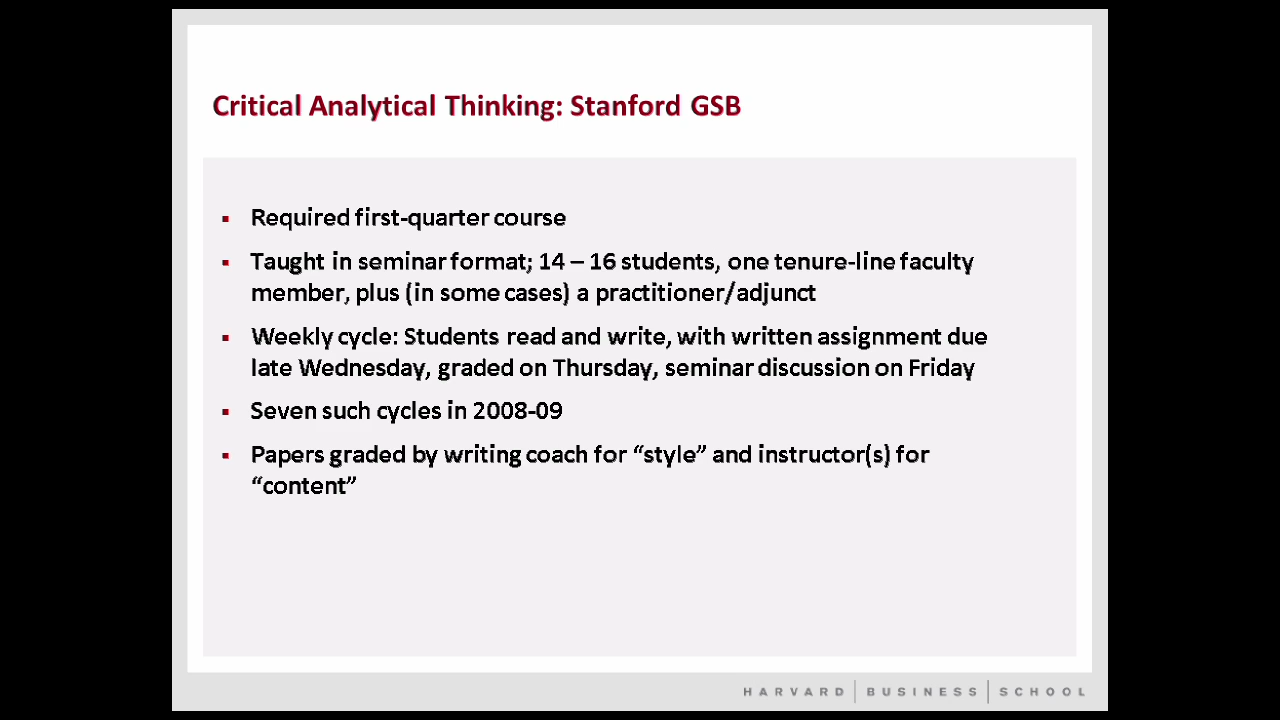 Critical Analytical Thinking: Stanford GSB
Required first-quarter course
Taught in seminar format; 14 – 16 students, one tenure-line faculty
member, plus (in some cases) a practitioner/adjunct
Weekly cycle: Students read and write, with written assignment due
late Wednesday, graded on Thursday, seminar discussion on Friday
Seven such cycles in 2008-09
Papers graded by writing coach for “style” and instructor(s) for
“content”
HARVARD | BUSINESS | SCHOOL